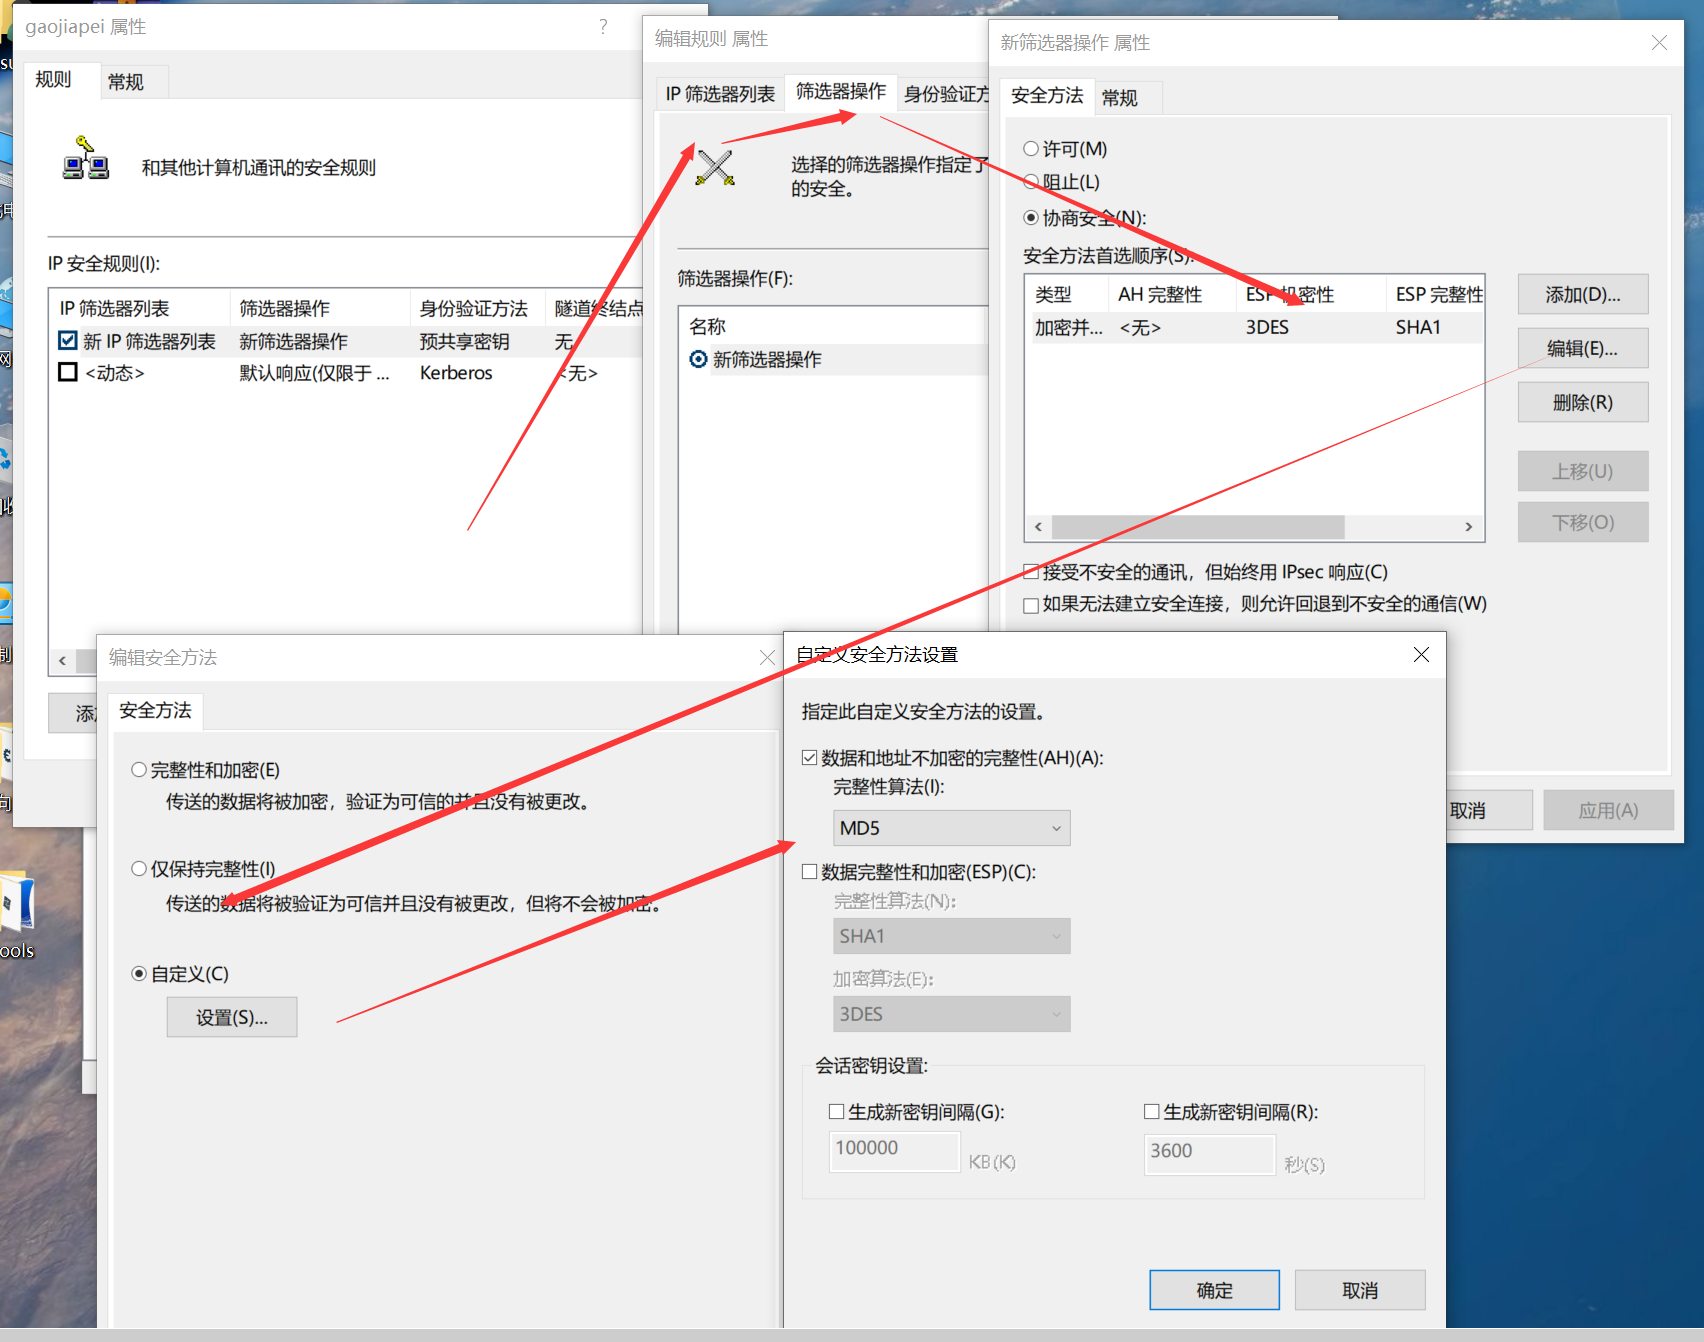 gaojiapei 属性
?
规则
常规
和其他计算机通讯的安全规则
IP 安全规则(I):
IP 筛选器列表 筛选器操作 身份验证方法 隧道终结点
新 IP 筛选器列表 新筛选器操作 预共享密钥 无
<动态> 默认响应(仅限于 ... Kerberos <无>
编辑规则 属性
IP 筛选器列表
筛选器操作
身份验证方
选择的筛选器操作指定了
的安全。
筛选器操作(F):
名称
新筛选器操作
新筛选器操作 属性
安全方法
常规
许可(M)
阻止(L)
协商安全(N):
安全方法首选顺序(S):
类型 AH 完整性 ESP 机密性 ESP 完整性
加密并... <无> 3DES SHA1
添加(D)...
编辑(E)...
删除(R)
上移(U)
下移(O)
接受不安全的通讯，但始终用 IPsec 响应(C)
如果无法建立安全连接，则允许回退到不安全的通信(W)
取消
应用(A)
编辑安全方法
安全方法
完整性和加密(E)
传送的数据将被加密，验证为可信的并且没有被更改。
仅保持完整性(I)
传送的数据将被验证为可信并且没有被更改，但将不会被加密。
自定义(C)
设置(S)...
自定义安全方法设置
指定此自定义安全方法的设置。
数据和地址不加密的完整性(AH)(A):
完整性算法(I):
MD5
数据完整性和加密(ESP)(C):
完整性算法(N):
SHA1
加密算法(E):
3DES
会话密钥设置:
生成新密钥间隔(G):
100000
KB(K)
生成新密钥间隔(R):
3600
秒(S)
确定
取消
ools